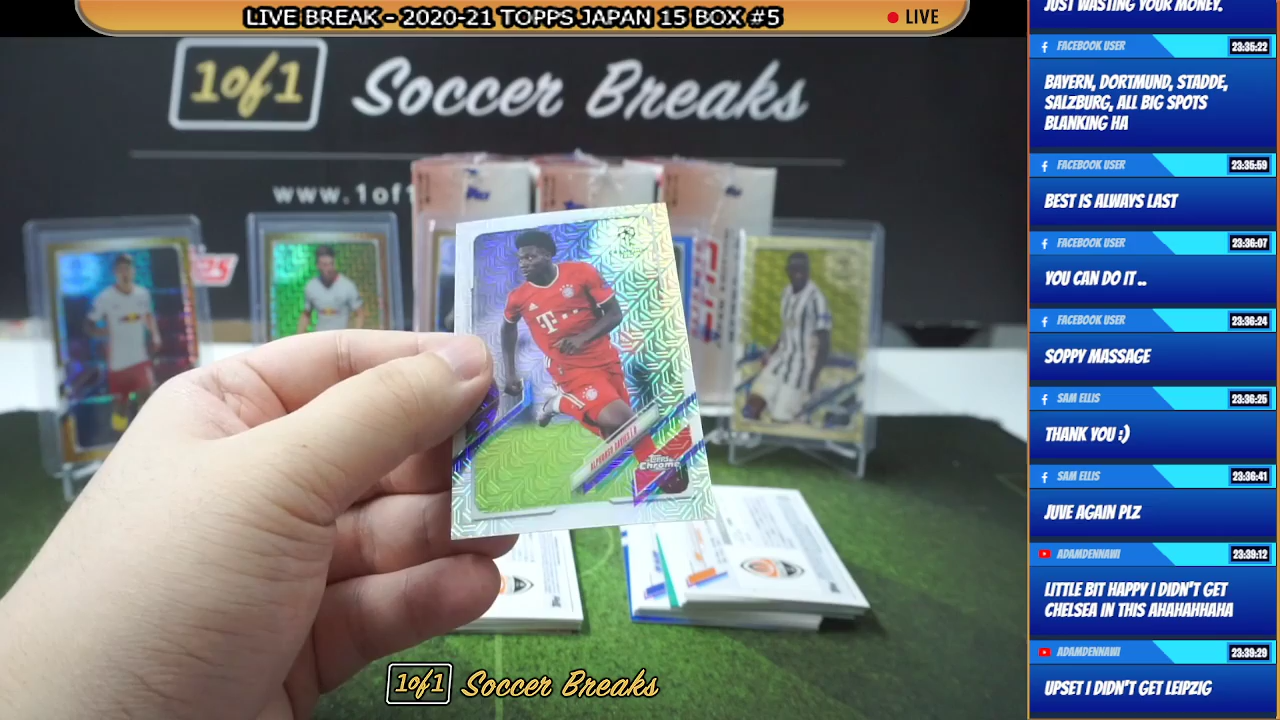 LIVE BREAK - 2020-21 TOPPS JAPAN 15 BOX #5
LIVE
1of1 Soccer Breaks
www.1of1
T
Topps
Chrome
1of1 Soccer Breaks
JUST WASTING YOUR MONEY.
FACEBOOK USER 23:35:22
BAYERN, DORTMUND, STADDE,
SALZBURG, ALL BIG SPOTS
BLANKING HA
FACEBOOK USER 23:35:59
BEST IS ALWAYS LAST
FACEBOOK USER 23:36:07
YOU CAN DO IT ..
FACEBOOK USER 23:36:24
SOPPY MASSAGE
SAM ELLIS 23:36:25
THANK YOU :)
SAM ELLIS 23:36:41
JUVE AGAIN PLZ
ADAMDENNAWI 23:39:12
LITTLE BIT HAPPY I DIDN'T GET
CHELSEA IN THIS AHAHAHHAHA
ADAMDENNAWI 23:39:29
UPSET I DIDN'T GET LEIPZIG